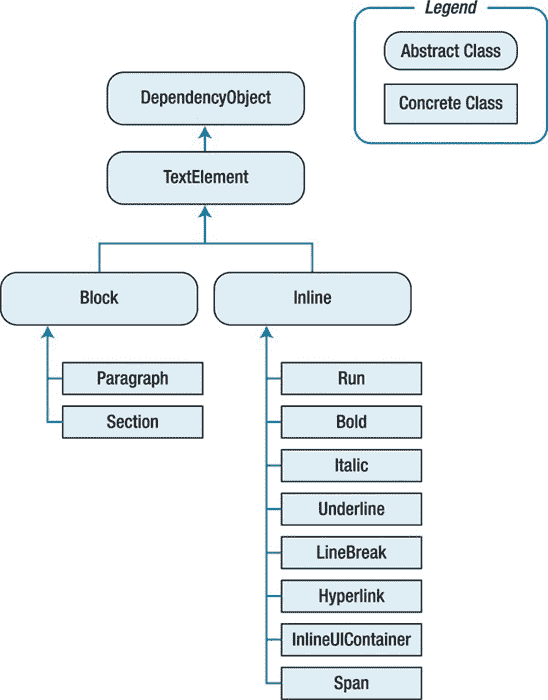 Legend
Abstract Class
Concrete Class
DependencyObject
TextElement
Block
Inline
Paragraph
Section
Run
Bold
Italic
Underline
LineBreak
Hyperlink
InlineUIContainer
Span